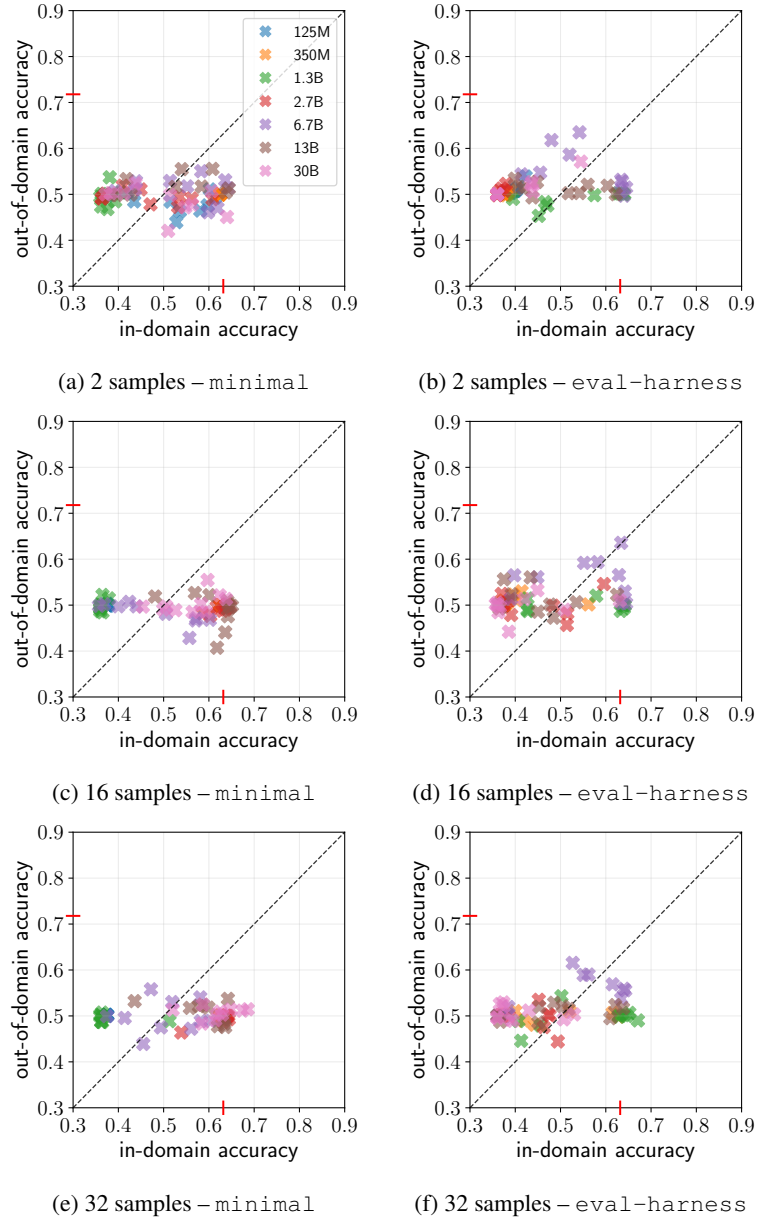 0.9
0.8
0.7
0.6
0.5
0.4
0.3
out-of-domain accuracy
0.3 0.4 0.5 0.6 0.7 0.8 0.9
in-domain accuracy
125M
350M
1.3B
2.7B
6.7B
13B
30B
(a) 2 samples – minimal
0.9
0.8
0.7
0.6
0.5
0.4
0.3
out-of-domain accuracy
0.3 0.4 0.5 0.6 0.7 0.8 0.9
in-domain accuracy
(b) 2 samples – eval-harness
0.9
0.8
0.7
0.6
0.5
0.4
0.3
out-of-domain accuracy
0.3 0.4 0.5 0.6 0.7 0.8 0.9
in-domain accuracy
(c) 16 samples – minimal
0.9
0.8
0.7
0.6
0.5
0.4
0.3
out-of-domain accuracy
0.3 0.4 0.5 0.6 0.7 0.8 0.9
in-domain accuracy
(d) 16 samples – eval-harness
0.9
0.8
0.7
0.6
0.5
0.4
0.3
out-of-domain accuracy
0.3 0.4 0.5 0.6 0.7 0.8 0.9
in-domain accuracy
(e) 32 samples – minimal
0.9
0.8
0.7
0.6
0.5
0.4
0.3
out-of-domain accuracy
0.3 0.4 0.5 0.6 0.7 0.8 0.9
in-domain accuracy
(f) 32 samples – eval-harness